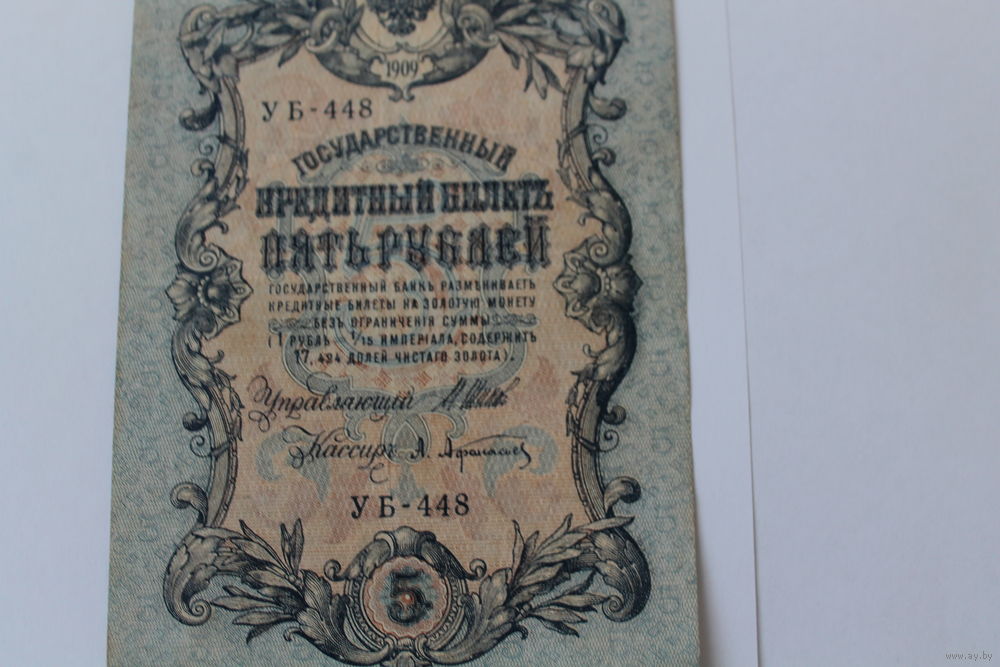 1909
УБ-448
ГОСУДАРСТВЕННЫЙ
КРЕДИТНЫЙ БИЛЕТЪ
ПЯТЬ РУБЛЕЙ
ГОСУДАРСТВЕННЫЙ БАНКЪ РАЗМѢНИВАЕТЪ
КРЕДИТНЫЕ БИЛЕТЫ НА ЗОЛОТУЮ МОНЕТУ
БЕЗЪ ОГРАНИЧЕНІЯ СУММЫ
(1 РУБЛЬ = 1/15 ИМПЕРІАЛА, СОДЕРЖИТЪ
17,424 ДОЛЕЙ ЧИСТАГО ЗОЛОТА).
Управляющій
Кассиръ А. Афанасьев
УБ-448
5
www.ay.by